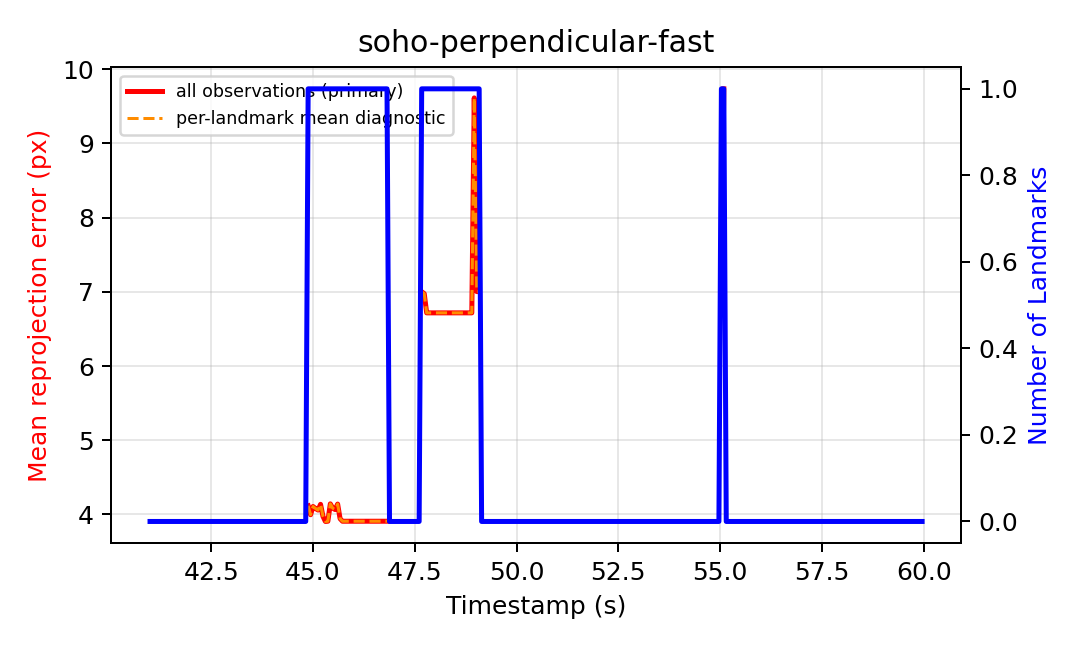 soho-perpendicular-fast
all observations (primary)
per-landmark mean diagnostic
10
9
8
7
6
5
4
Mean reprojection error (px)
1.0
0.8
0.6
0.4
0.2
0.0
Number of Landmarks
42.5 45.0 47.5 50.0 52.5 55.0 57.5 60.0
Timestamp (s)